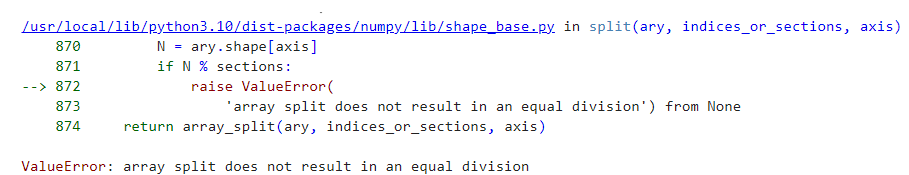 /usr/local/lib/python3.10/dist-packages/numpy/lib/shape_base.py in split(ary, indices_or_sections, axis)
    870         N = ary.shape[axis]
    871         if N % sections:
--> 872             raise ValueError(
    873                 'array split does not result in an equal division') from None
    874     return array_split(ary, indices_or_sections, axis)
ValueError: array split does not result in an equal division